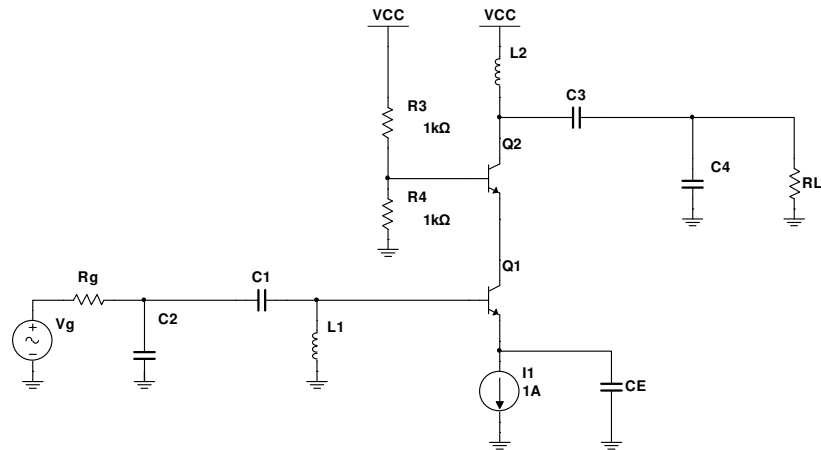 VCC
VCC
L2
C3
R3
1kΩ
Q2
C4
RL
R4
1kΩ
Rg
C1
Q1
Vg
C2
L1
I1
1A
CE